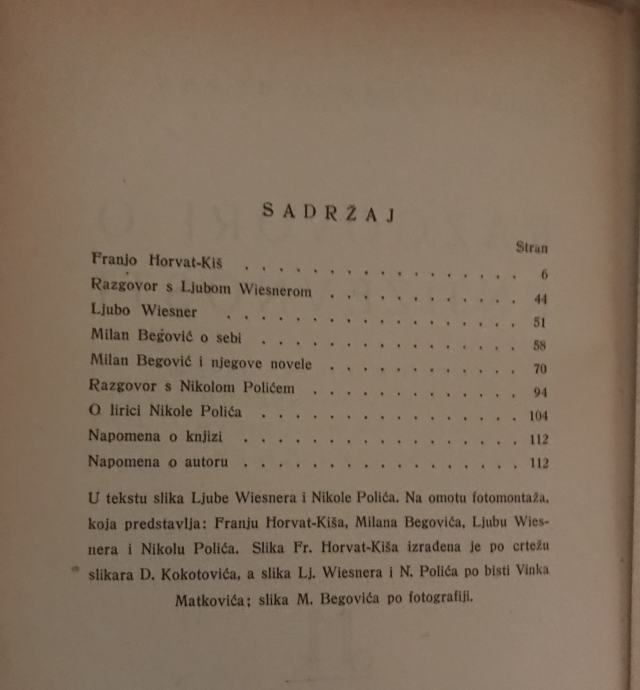 SADRŽAJ
Stran
Franjo Horvat-Kiš . . . . . . . . . . . . . . . . 6
Razgovor s Ljubom Wiesnerom . . . . . . . . . . . 44
Ljubo Wiesner . . . . . . . . . . . . . . . . . 51
Milan Begović o sebi . . . . . . . . . . . . . . . 58
Milan Begović i njegove novele . . . . . . . . . . . 70
Razgovor s Nikolom Polićem . . . . . . . . . . . . 94
O lirici Nikole Polića . . . . . . . . . . . . . . . 104
Napomena o knjizi . . . . . . . . . . . . . . . . 112
Napomena o autoru . . . . . . . . . . . . . . . . 112
U tekstu slika Ljube Wiesnera i Nikole Polića. Na omotu fotomontaža,
koja predstavlja: Franju Horvat-Kiša, Milana Begovića, Ljubu Wies-
nera i Nikolu Polića. Slika Fr. Horvat-Kiša izrađena je po crtežu
slikara D. Kokotovića, a slika Lj. Wiesnera i N. Polića po bisti Vinka
Matkovića; slika M. Begovića po fotografiji.